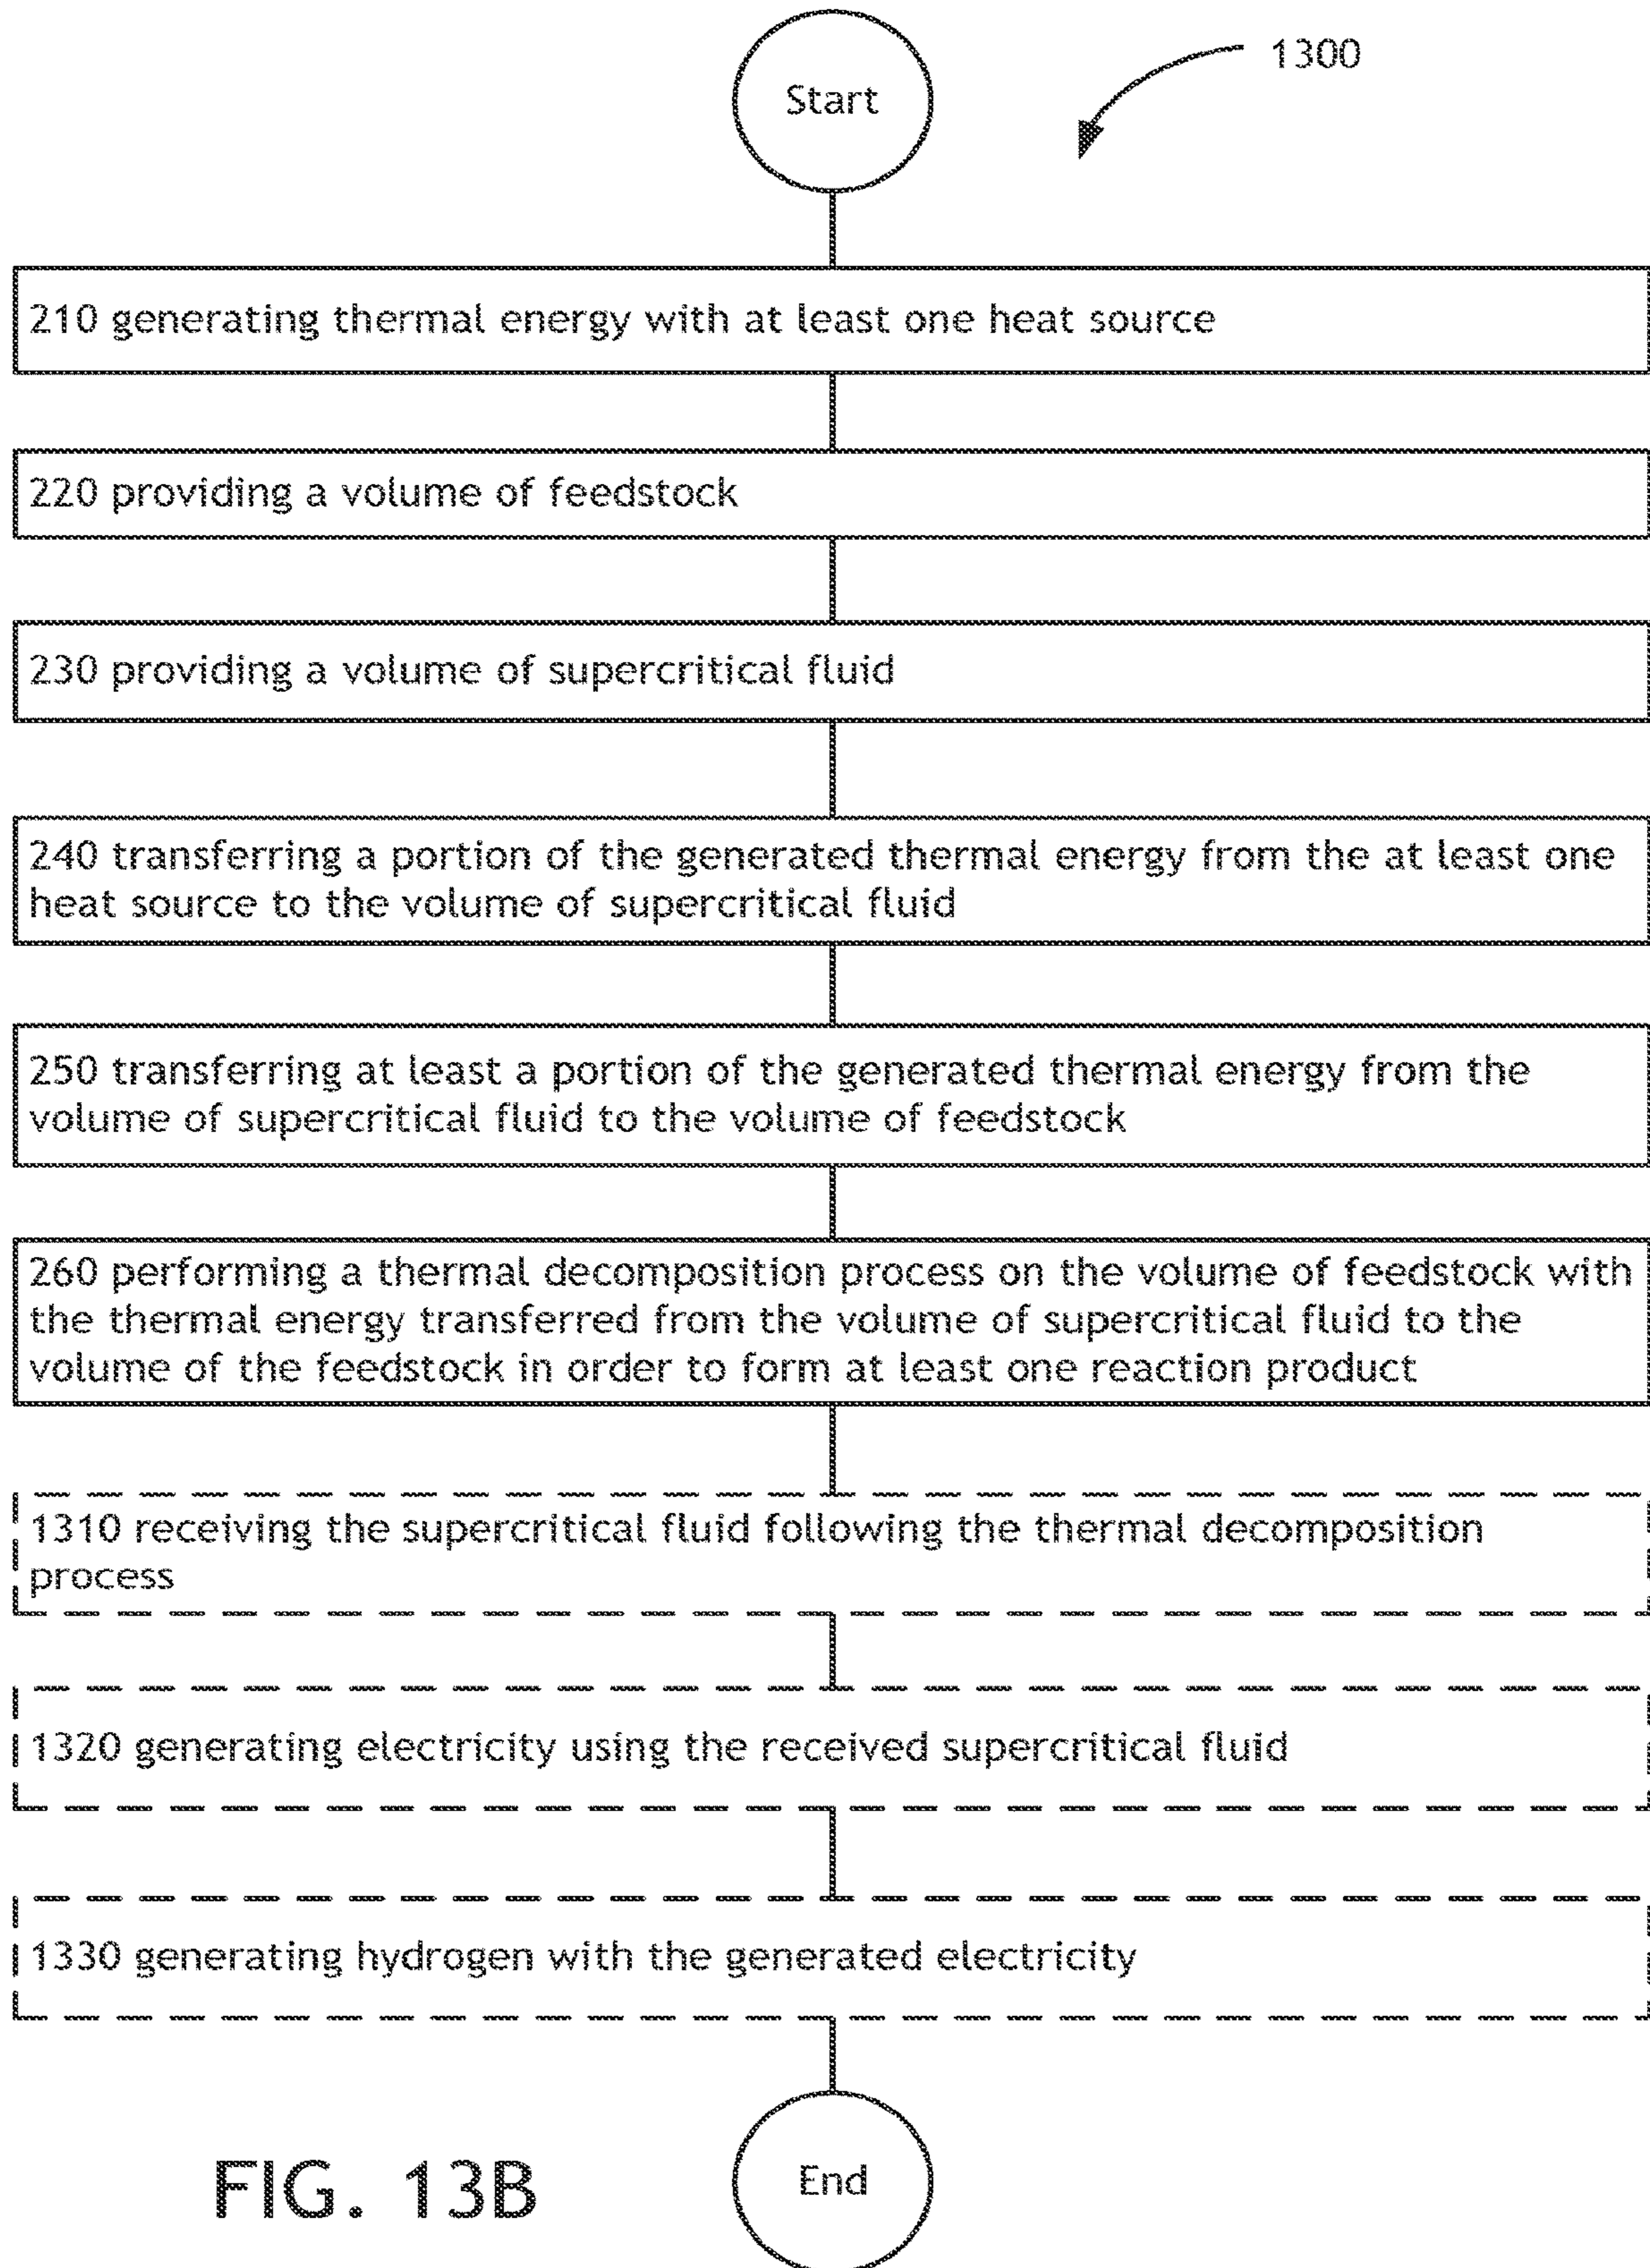 1300
Start
210 generating thermal energy with at least one heat source
220 providing a volume of feedstock
230 providing a volume of supercritical fluid
240 transferring a portion of the generated thermal energy from the at least one
heat source to the volume of supercritical fluid
250 transferring at least a portion of the generated thermal energy from the
volume of supercritical fluid to the volume of feedstock
260 performing a thermal decomposition process on the volume of feedstock with
the thermal energy transferred from the volume of supercritical fluid to the
volume of the feedstock in order to form at least one reaction product
1310 receiving the supercritical fluid following the thermal decomposition
process
1320 generating electricity using the received supercritical fluid
1330 generating hydrogen with the generated electricity
End
FIG. 13B